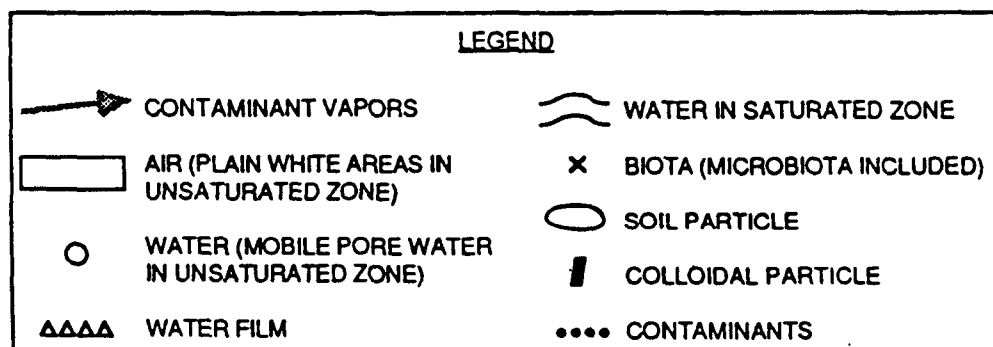 LEGEND
CONTAMINANT VAPORS
AIR (PLAIN WHITE AREAS IN
UNSATURATED ZONE)
WATER (MOBILE PORE WATER
IN UNSATURATED ZONE)
WATER FILM
WATER IN SATURATED ZONE
BIOTA (MICROBIOTA INCLUDED)
SOIL PARTICLE
COLLOIDAL PARTICLE
CONTAMINANTS